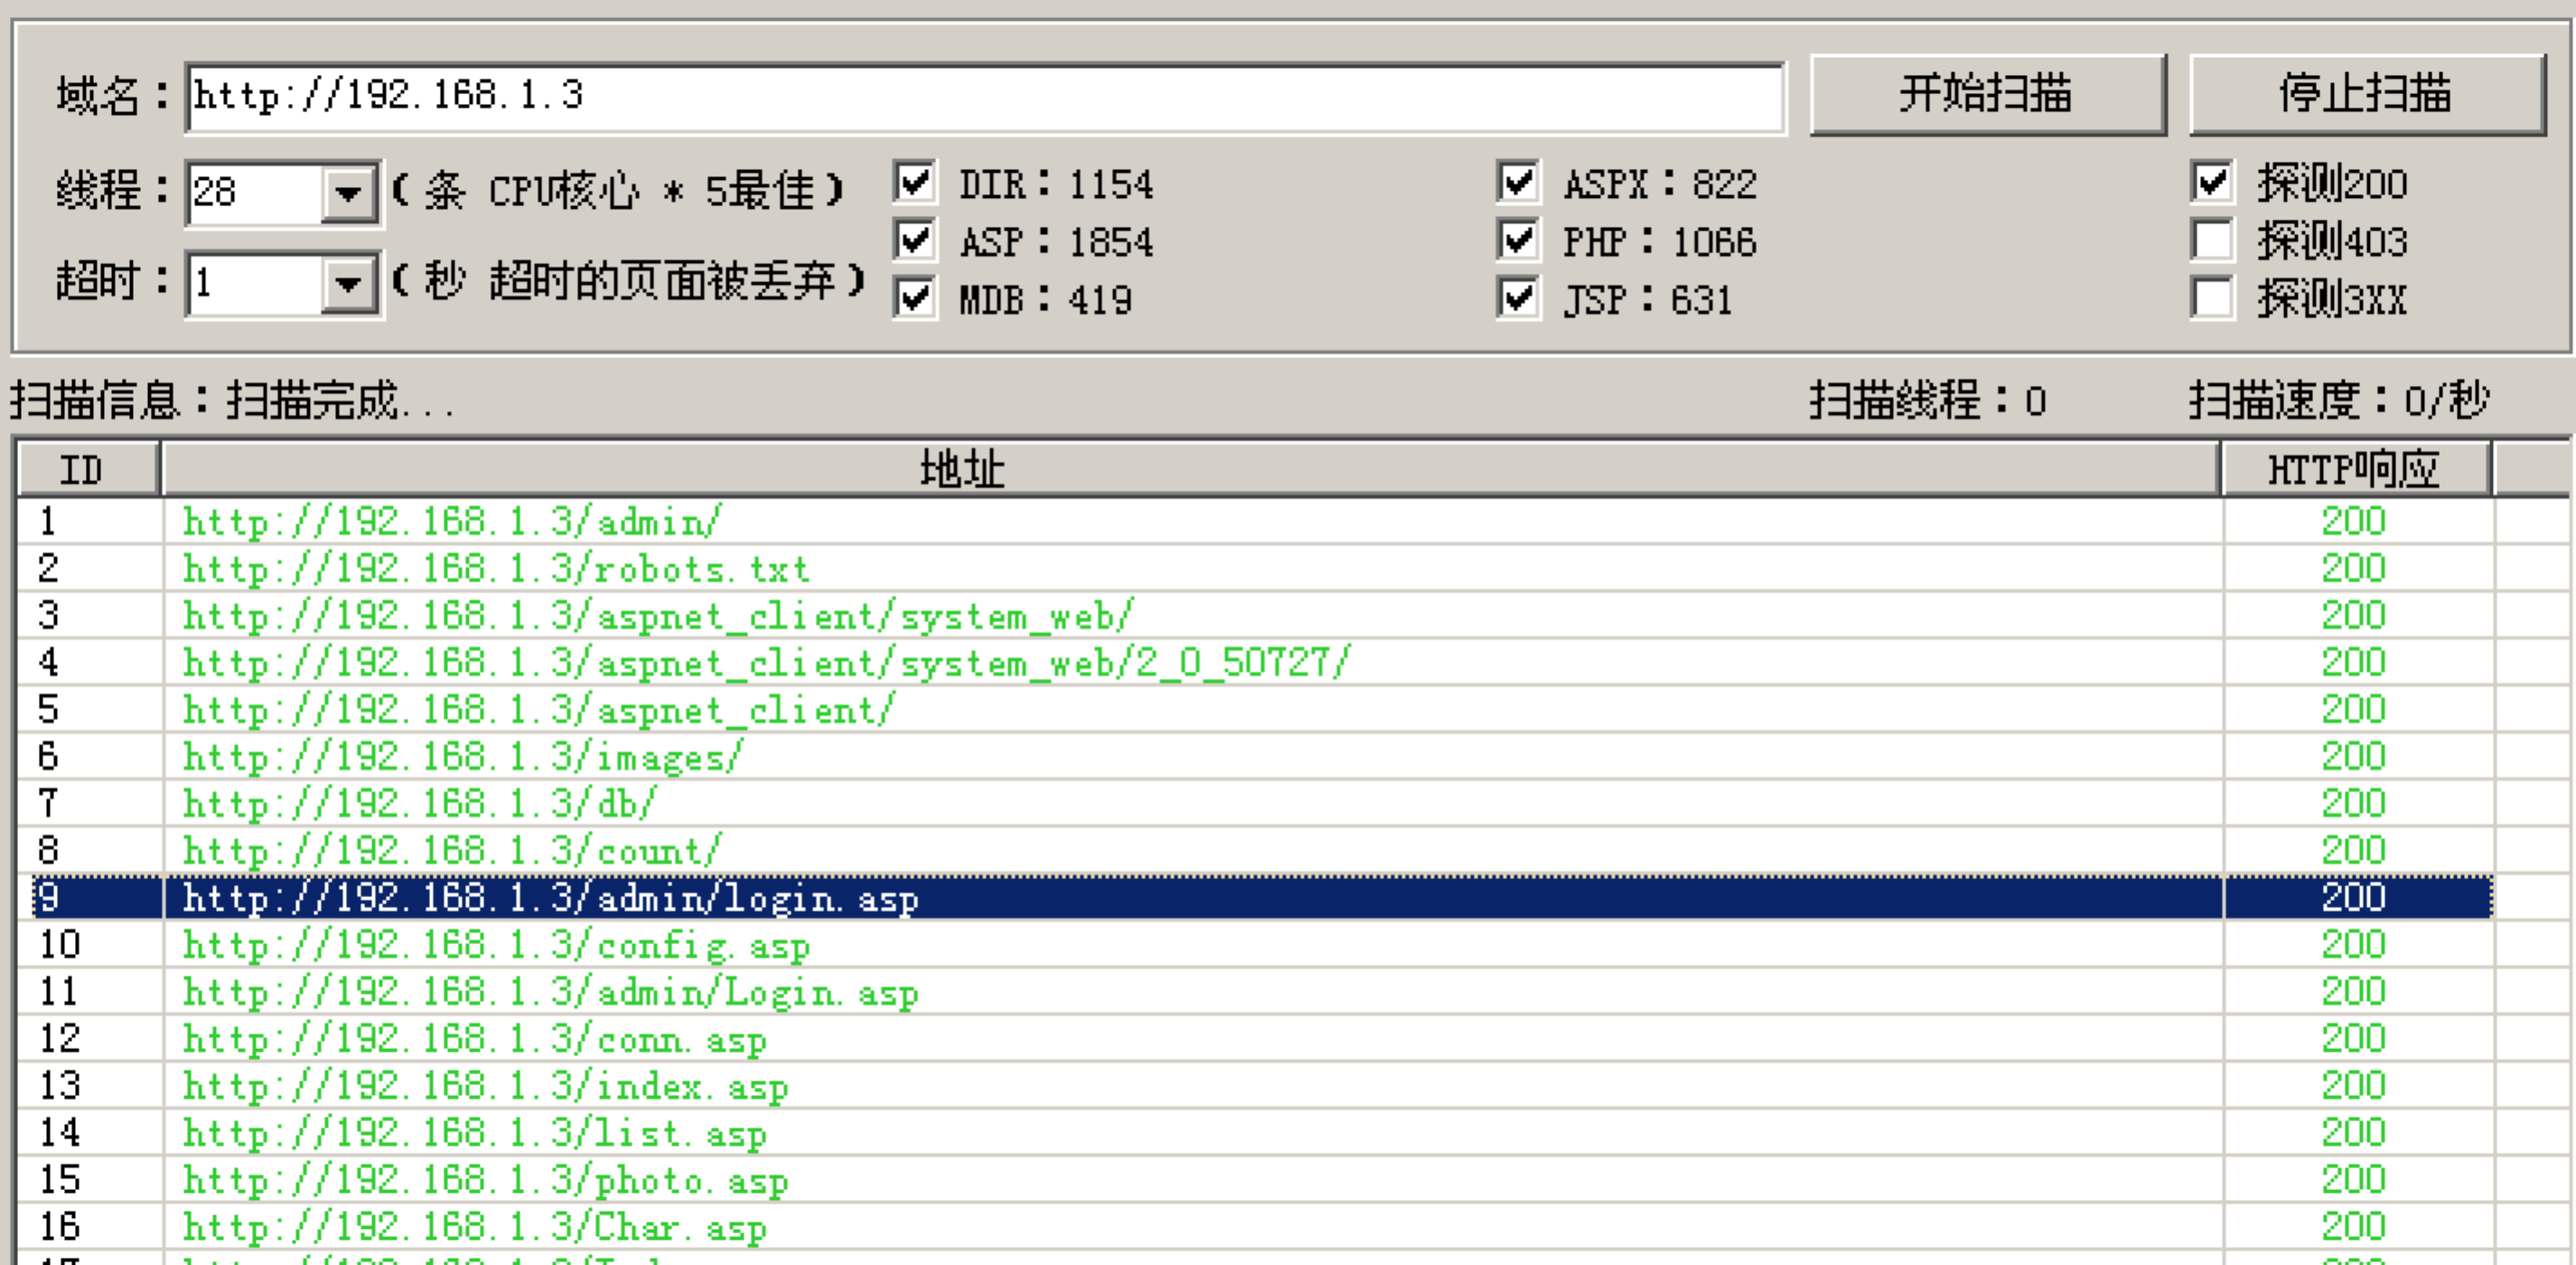 域名：http://192.168.1.3 开始扫描 停止扫描
线程：28 (条 CPU核心 * 5最佳) DIR：1154 ASPX：822 探测200
ASP：1854 PHP：1066 探测403
超时：1 (秒 超时的页面被丢弃) MDB：419 JSP：631 探测3XX
扫描信息：扫描完成... 扫描线程：0 扫描速度：0/秒
ID 地址 HTTP响应
1 http://192.168.1.3/admin/ 200
2 http://192.168.1.3/robots.txt 200
3 http://192.168.1.3/aspnet_client/system_web/ 200
4 http://192.168.1.3/aspnet_client/system_web/2_0_50727/ 200
5 http://192.168.1.3/aspnet_client/ 200
6 http://192.168.1.3/images/ 200
7 http://192.168.1.3/db/ 200
8 http://192.168.1.3/count/ 200
9 http://192.168.1.3/admin/login.asp 200
10 http://192.168.1.3/config.asp 200
11 http://192.168.1.3/admin/Login.asp 200
12 http://192.168.1.3/conn.asp 200
13 http://192.168.1.3/index.asp 200
14 http://192.168.1.3/list.asp 200
15 http://192.168.1.3/photo.asp 200
16 http://192.168.1.3/Char.asp 200